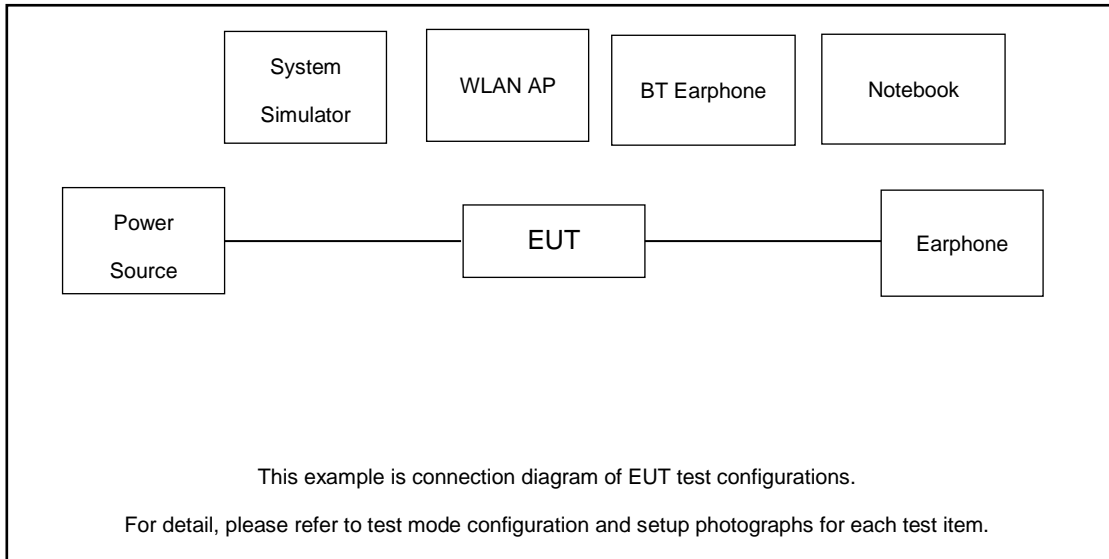 System
Simulator
WLAN AP
BT Earphone
Notebook
Power
Source
EUT
Earphone
This example is connection diagram of EUT test configurations.
For detail, please refer to test mode configuration and setup photographs for each test item.